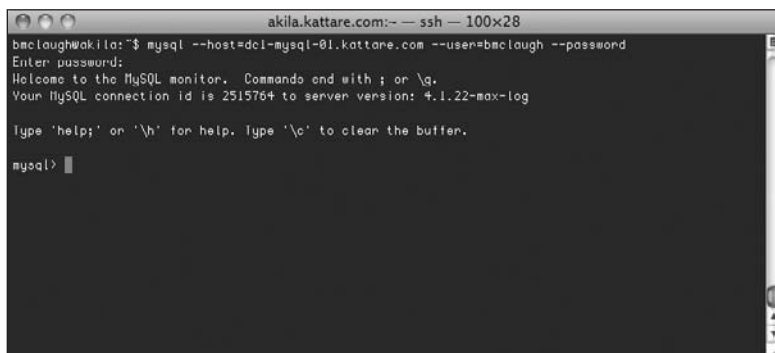 akila.kattare.com:~ — ssh — 100×28
bmclaugh@akila:~$ mysql --host=dc1-mysql-01.kattare.com --user=bmclaugh --password
Enter password:
Welcome to the MySQL monitor.  Commands end with ; or \g.
Your MySQL connection id is 2515764 to server version: 4.1.22-max-log
Type 'help;' or '\h' for help. Type '\c' to clear the buffer.
mysql>